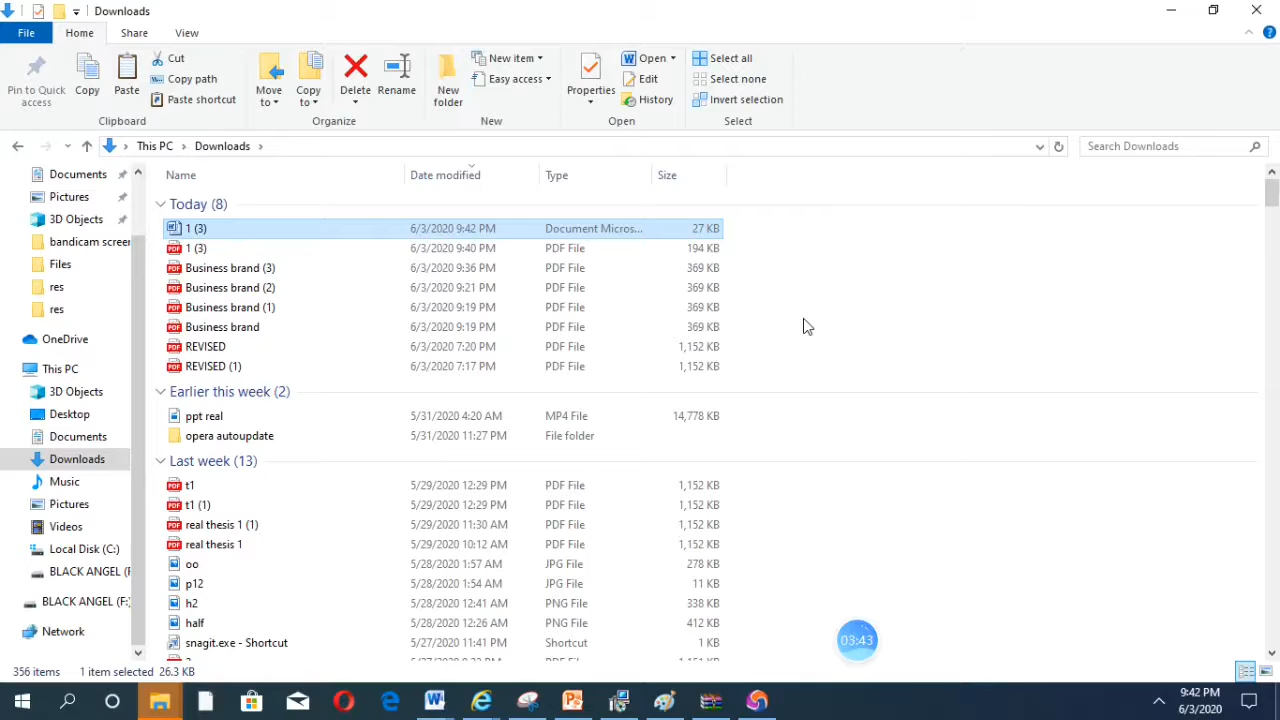 Downloads
File Home Share View
Pin to Quick access
Copy
Paste
Cut
Copy path
Paste shortcut
Clipboard
Move to
Copy to
Delete
Rename
Organize
New folder
New item
Easy access
New
Properties
Open
Edit
History
Open
Select all
Select none
Invert selection
Select
This PC Downloads
Search Downloads
Documents
Pictures
3D Objects
bandicam screen
Files
res
res
OneDrive
This PC
3D Objects
Desktop
Documents
Downloads
Music
Pictures
Videos
Local Disk (C:)
BLACK ANGEL (F
BLACK ANGEL (F:)
Network
Name Date modified Type Size
Today (8)
1 (3) 6/3/2020 9:42 PM Document Micros... 27 KB
PDF 1 (3) 6/3/2020 9:40 PM PDF File 194 KB
PDF Business brand (3) 6/3/2020 9:36 PM PDF File 369 KB
PDF Business brand (2) 6/3/2020 9:21 PM PDF File 369 KB
PDF Business brand (1) 6/3/2020 9:19 PM PDF File 369 KB
PDF Business brand 6/3/2020 9:19 PM PDF File 369 KB
PDF REVISED 6/3/2020 7:20 PM PDF File 1,152 KB
PDF REVISED (1) 6/3/2020 7:17 PM PDF File 1,152 KB
Earlier this week (2)
ppt real 5/31/2020 4:20 AM MP4 File 14,778 KB
opera autoupdate 5/31/2020 11:27 PM File folder
Last week (13)
PDF t1 5/29/2020 12:29 PM PDF File 1,152 KB
PDF t1 (1) 5/29/2020 12:29 PM PDF File 1,152 KB
PDF real thesis 1 (1) 5/29/2020 11:30 AM PDF File 1,152 KB
PDF real thesis 1 5/29/2020 10:12 AM PDF File 1,152 KB
oo 5/28/2020 1:57 AM JPG File 278 KB
p12 5/28/2020 1:54 AM JPG File 11 KB
h2 5/28/2020 12:41 AM PNG File 338 KB
half 5/28/2020 12:26 AM PNG File 412 KB
snagit.exe - Shortcut 5/27/2020 11:41 PM Shortcut 1 KB
03:43
356 items 1 item selected 26.3 KB
9:42 PM
6/3/2020